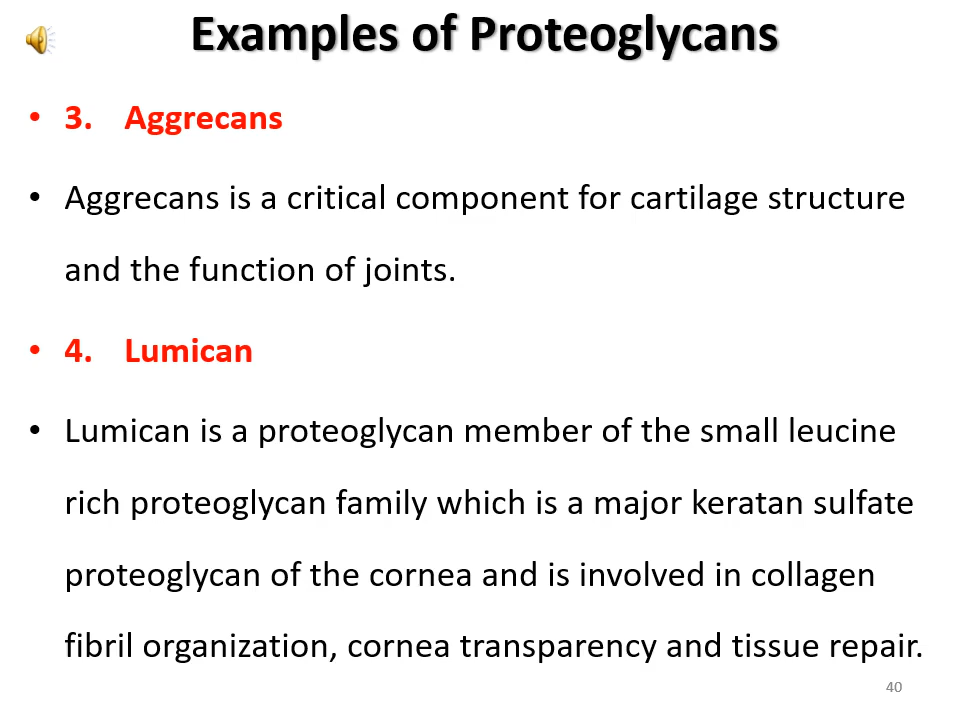 Examples of Proteoglycans
• 3. Aggrecans
• Aggrecans is a critical component for cartilage structure
and the function of joints.
• 4. Lumican
• Lumican is a proteoglycan member of the small leucine
rich proteoglycan family which is a major keratan sulfate
proteoglycan of the cornea and is involved in collagen
fibril organization, cornea transparency and tissue repair.
40